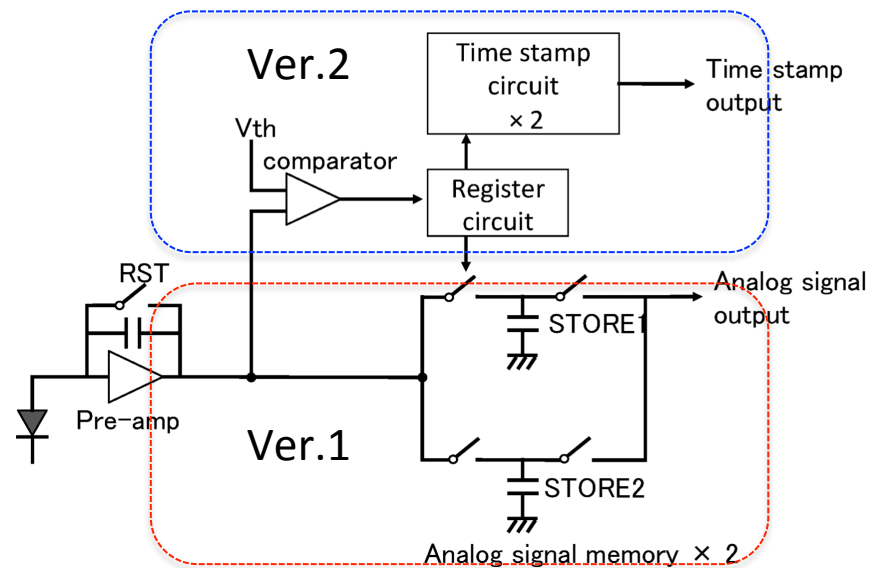 Ver.2
Time stamp
circuit
× 2
Time stamp
output
Vth
comparator
Register
circuit
RST
Analog signal
output
STORE1
Pre-amp
Ver.1
STORE2
Analog signal memory × 2